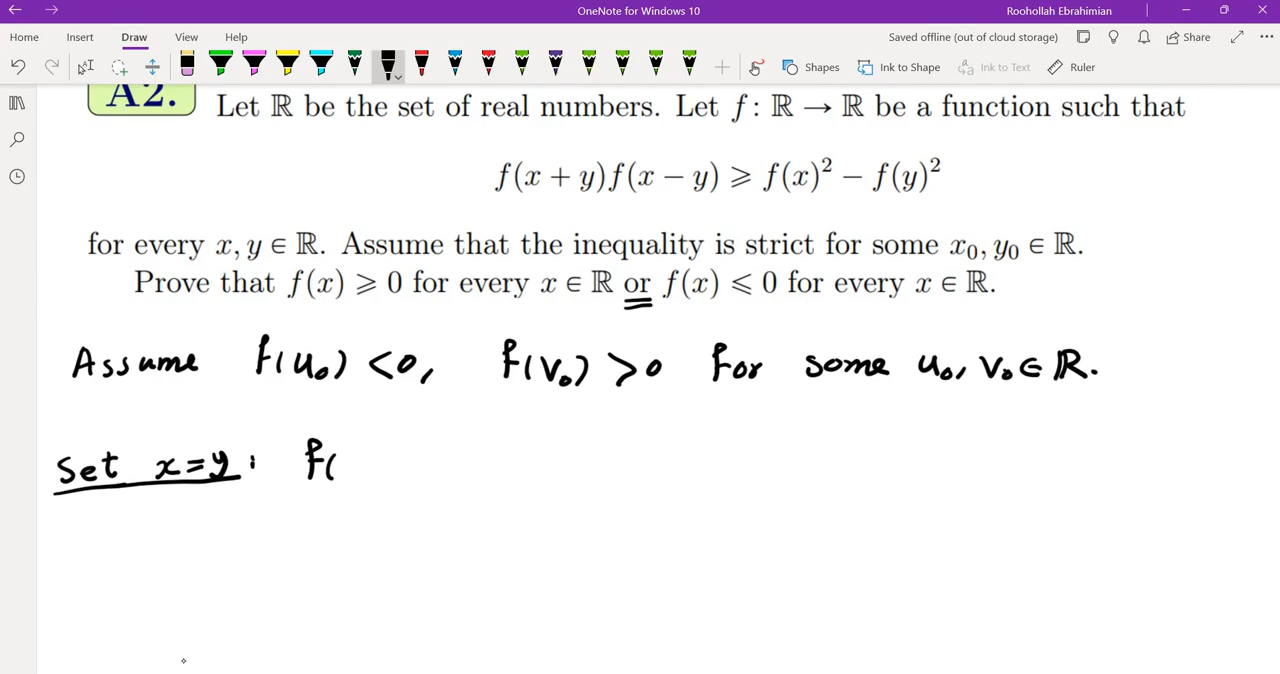 OneNote for Windows 10
Roohollah Ebrahimian
Home Insert Draw View Help
Saved offline (out of cloud storage)
Share
Shapes Ink to Shape Ink to Text Ruler
A2. Let ℝ be the set of real numbers. Let f: ℝ → ℝ be a function such that
f(x + y)f(x − y) ⩾ f(x)² − f(y)²
for every x, y ∈ ℝ. Assume that the inequality is strict for some x₀, y₀ ∈ ℝ.
Prove that f(x) ⩾ 0 for every x ∈ ℝ or f(x) ⩽ 0 for every x ∈ ℝ.
Assume f(u₀) < 0, f(v₀) > 0 for some u₀, v₀ ∈ ℝ.
Set x = y : f(